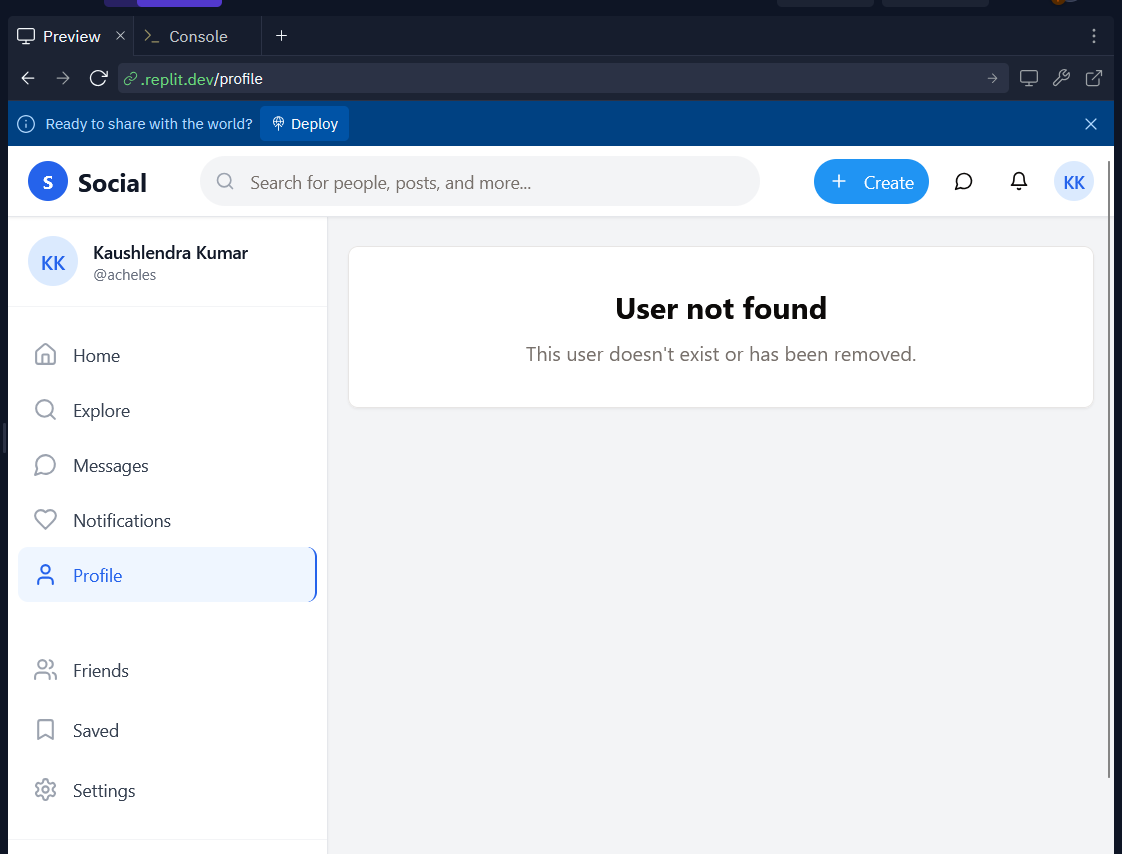 Preview
Console
.replit.dev/profile
Ready to share with the world?
Deploy
S
Social
Search for people, posts, and more...
Create
KK
KK
Kaushlendra Kumar
@acheles
User not found
This user doesn't exist or has been removed.
Home
Explore
Messages
Notifications
Profile
Friends
Saved
Settings